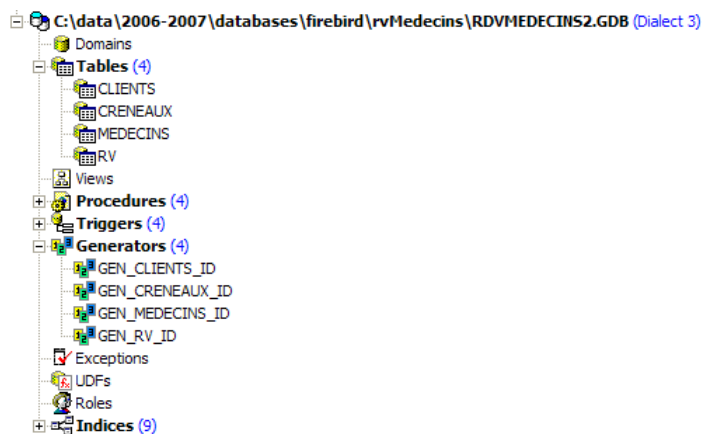 C:\data\2006-2007\databases\firebird\rvMedecins\RDVMEDECINS2.GDB (Dialect 3)
Domains
Tables (4)
CLIENTS
CRENEAUX
MEDECINS
RV
Views
Procedures (4)
Triggers (4)
Generators (4)
GEN_CLIENTS_ID
GEN_CRENEAUX_ID
GEN_MEDECINS_ID
GEN_RV_ID
Exceptions
UDFs
Roles
Indices (9)